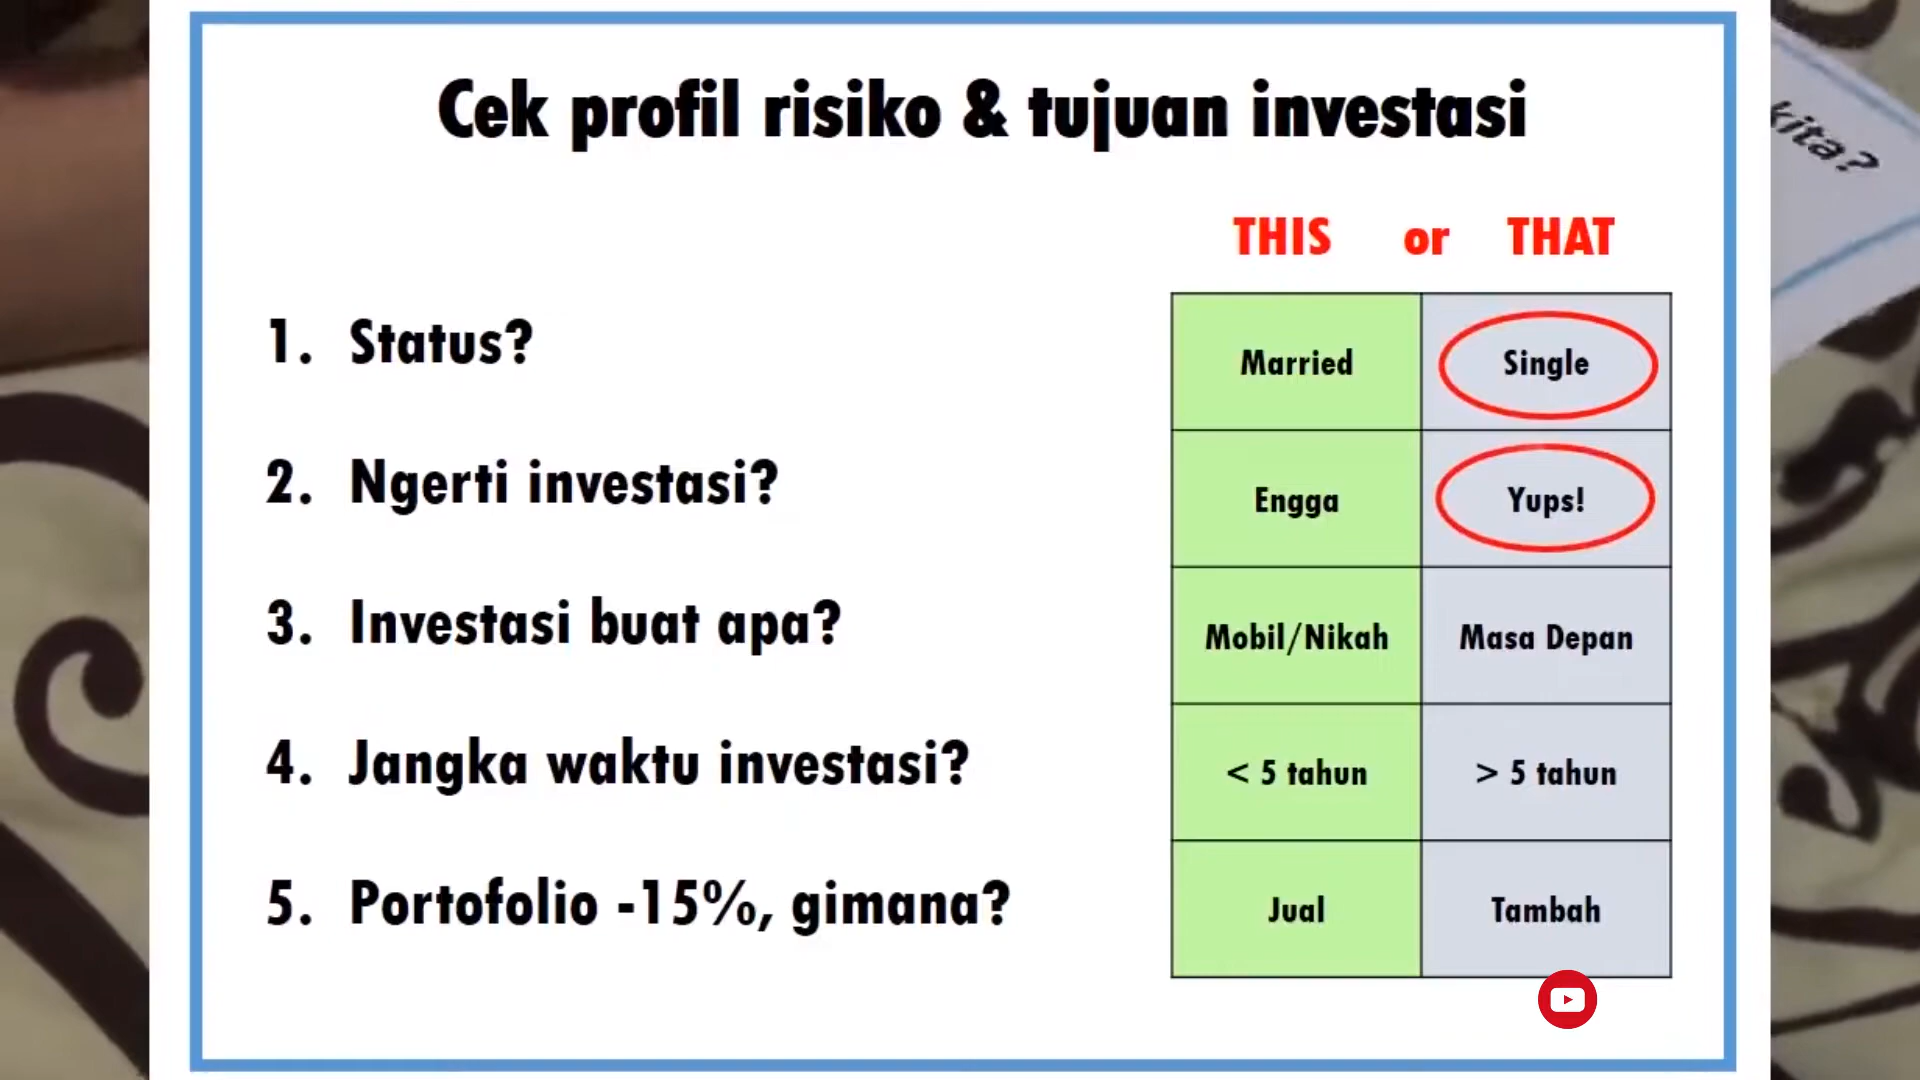 Cek profil risiko & tujuan investasi
THIS or THAT
1. Status?
Married Single
2. Ngerti investasi?
Engga Yups!
3. Investasi buat apa?
Mobil/Nikah Masa Depan
4. Jangka waktu investasi?
< 5 tahun > 5 tahun
5. Portofolio -15%, gimana?
Jual Tambah
kita?